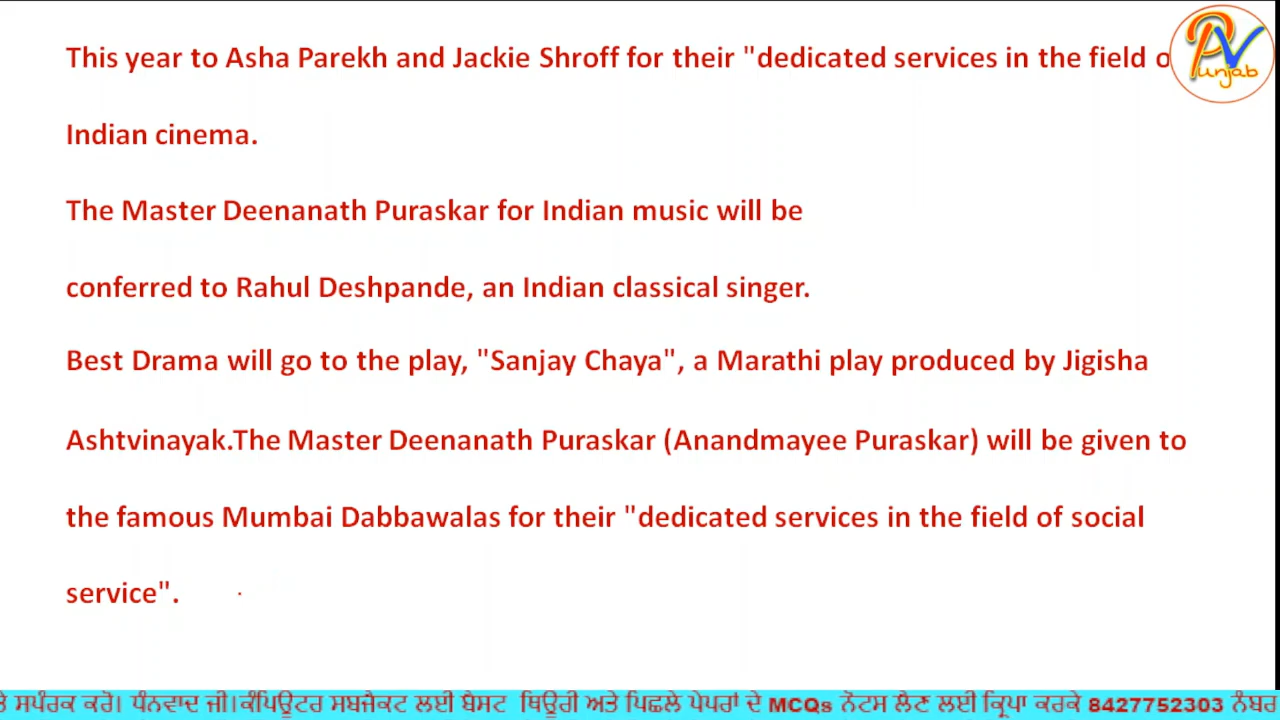 This year to Asha Parekh and Jackie Shroff for their "dedicated services in the field o
Indian cinema.
The Master Deenanath Puraskar for Indian music will be
conferred to Rahul Deshpande, an Indian classical singer.
Best Drama will go to the play, "Sanjay Chaya", a Marathi play produced by Jigisha
Ashtvinayak.The Master Deenanath Puraskar (Anandmayee Puraskar) will be given to
the famous Mumbai Dabbawalas for their "dedicated services in the field of social
service".
PV
unjab
ਸਪੰਰਕ ਕਰੋ। ਧੰਨਵਾਦ ਜੀ।ਕੰਪਿਊਟਰ ਸਬਜੈਕਟ ਲਈ ਬੈਸਟ ਥਿਊਰੀ ਅਤੇ ਪਿਛਲੇ ਪੇਪਰਾਂ ਦੇ MCQs ਨੋਟਸ ਲੈਣ ਲਈ ਕ੍ਰਿਪਾ ਕਰਕੇ 8427752303 ਨੰਬਰ